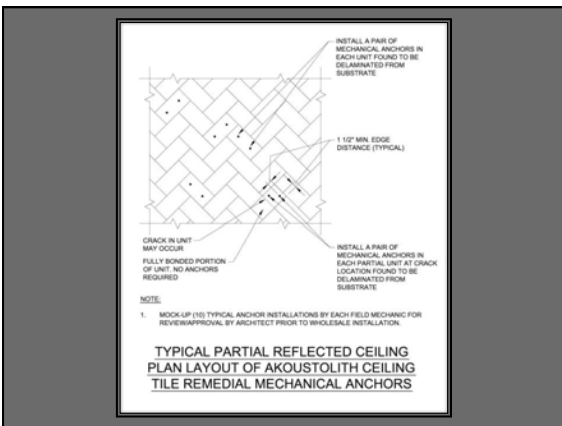 INSTALL A PAIR OF
MECHANICAL ANCHORS IN
EACH UNIT FOUND TO BE
DELAMINATED FROM
SUBSTRATE
1 1/2" MIN. EDGE
DISTANCE (TYPICAL)
CRACK IN UNIT
MAY OCCUR
FULLY BONDED PORTION
OF UNIT. NO ANCHORS
REQUIRED
INSTALL A PAIR OF
MECHANICAL ANCHORS IN
EACH PARTIAL UNIT AT CRACK
LOCATION FOUND TO BE
DELAMINATED FROM
SUBSTRATE
NOTE:
1. MOCK-UP (10) TYPICAL ANCHOR INSTALLATIONS BY EACH FIELD MECHANIC FOR
REVIEW/APPROVAL BY ARCHITECT PRIOR TO WHOLESALE INSTALLATION.
TYPICAL PARTIAL REFLECTED CEILING
PLAN LAYOUT OF AKOUSTOLITH CEILING
TILE REMEDIAL MECHANICAL ANCHORS